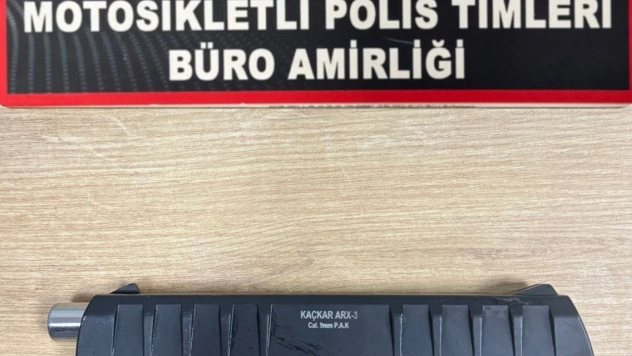 MOTOSİKLETLİ POLİS TİMLERİ
BÜRO AMİRLİĞİ
KAÇKAR ARX-3
Cal. 9mm P.A.K